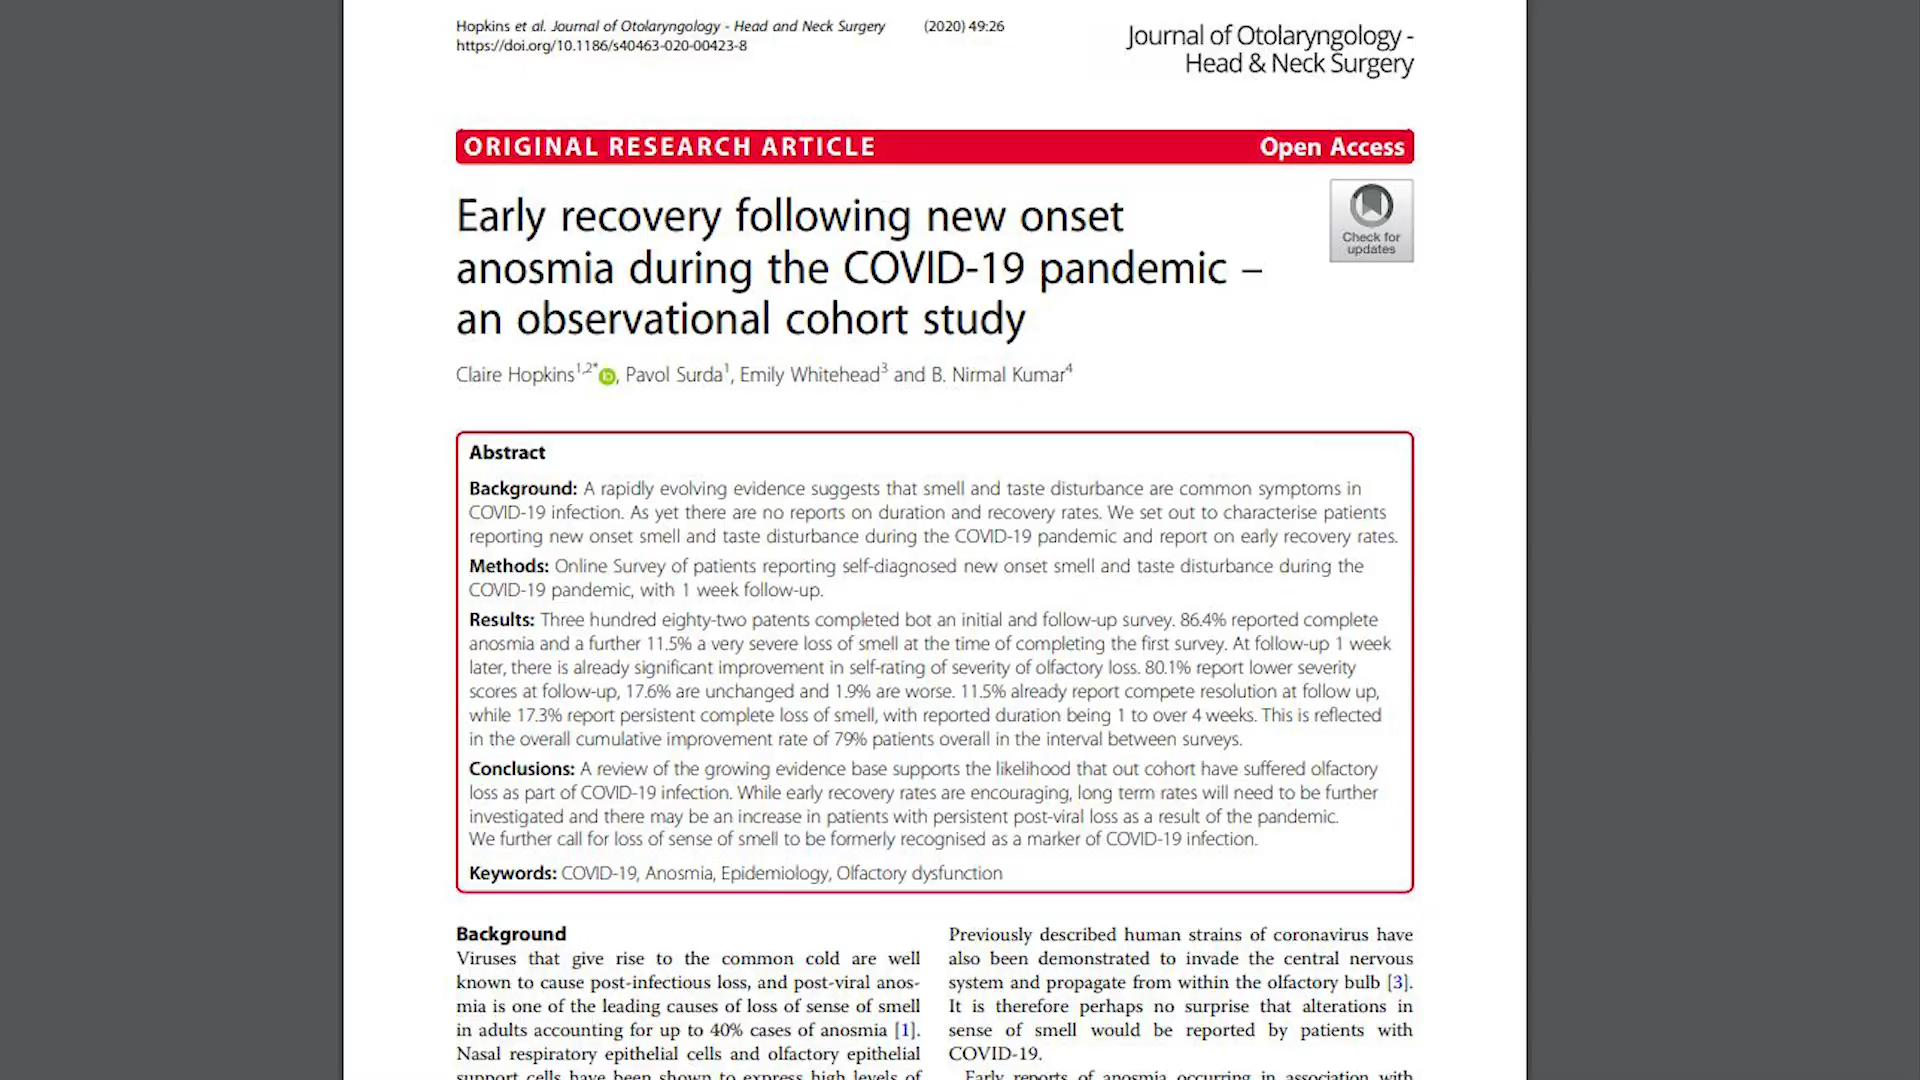 Hopkins et al. Journal of Otolaryngology - Head and Neck Surgery (2020) 49:26
https://doi.org/10.1186/s40463-020-00423-8
Journal of Otolaryngology -
Head & Neck Surgery
ORIGINAL RESEARCH ARTICLE Open Access
Early recovery following new onset
anosmia during the COVID-19 pandemic –
an observational cohort study
Check for
updates
Claire Hopkins1,2* iD, Pavol Surda1, Emily Whitehead3 and B. Nirmal Kumar4
Abstract
Background: A rapidly evolving evidence suggests that smell and taste disturbance are common symptoms in
COVID-19 infection. As yet there are no reports on duration and recovery rates. We set out to characterise patients
reporting new onset smell and taste disturbance during the COVID-19 pandemic and report on early recovery rates.
Methods: Online Survey of patients reporting self-diagnosed new onset smell and taste disturbance during the
COVID-19 pandemic, with 1 week follow-up.
Results: Three hundred eighty-two patents completed bot an initial and follow-up survey. 86.4% reported complete
anosmia and a further 11.5% a very severe loss of smell at the time of completing the first survey. At follow-up 1 week
later, there is already significant improvement in self-rating of severity of olfactory loss. 80.1% report lower severity
scores at follow-up, 17.6% are unchanged and 1.9% are worse. 11.5% already report compete resolution at follow up,
while 17.3% report persistent complete loss of smell, with reported duration being 1 to over 4 weeks. This is reflected
in the overall cumulative improvement rate of 79% patients overall in the interval between surveys.
Conclusions: A review of the growing evidence base supports the likelihood that out cohort have suffered olfactory
loss as part of COVID-19 infection. While early recovery rates are encouraging, long term rates will need to be further
investigated and there may be an increase in patients with persistent post-viral loss as a result of the pandemic.
We further call for loss of sense of smell to be formerly recognised as a marker of COVID-19 infection.
Keywords: COVID-19, Anosmia, Epidemiology, Olfactory dysfunction
Background
Viruses that give rise to the common cold are well
known to cause post-infectious loss, and post-viral anos-
mia is one of the leading causes of loss of sense of smell
in adults accounting for up to 40% cases of anosmia [1].
Nasal respiratory epithelial cells and olfactory epithelial
support cells have been shown to express high levels of
Previously described human strains of coronavirus have
also been demonstrated to invade the central nervous
system and propagate from within the olfactory bulb [3].
It is therefore perhaps no surprise that alterations in
sense of smell would be reported by patients with
COVID-19.
Early reports of anosmia occurring in association with